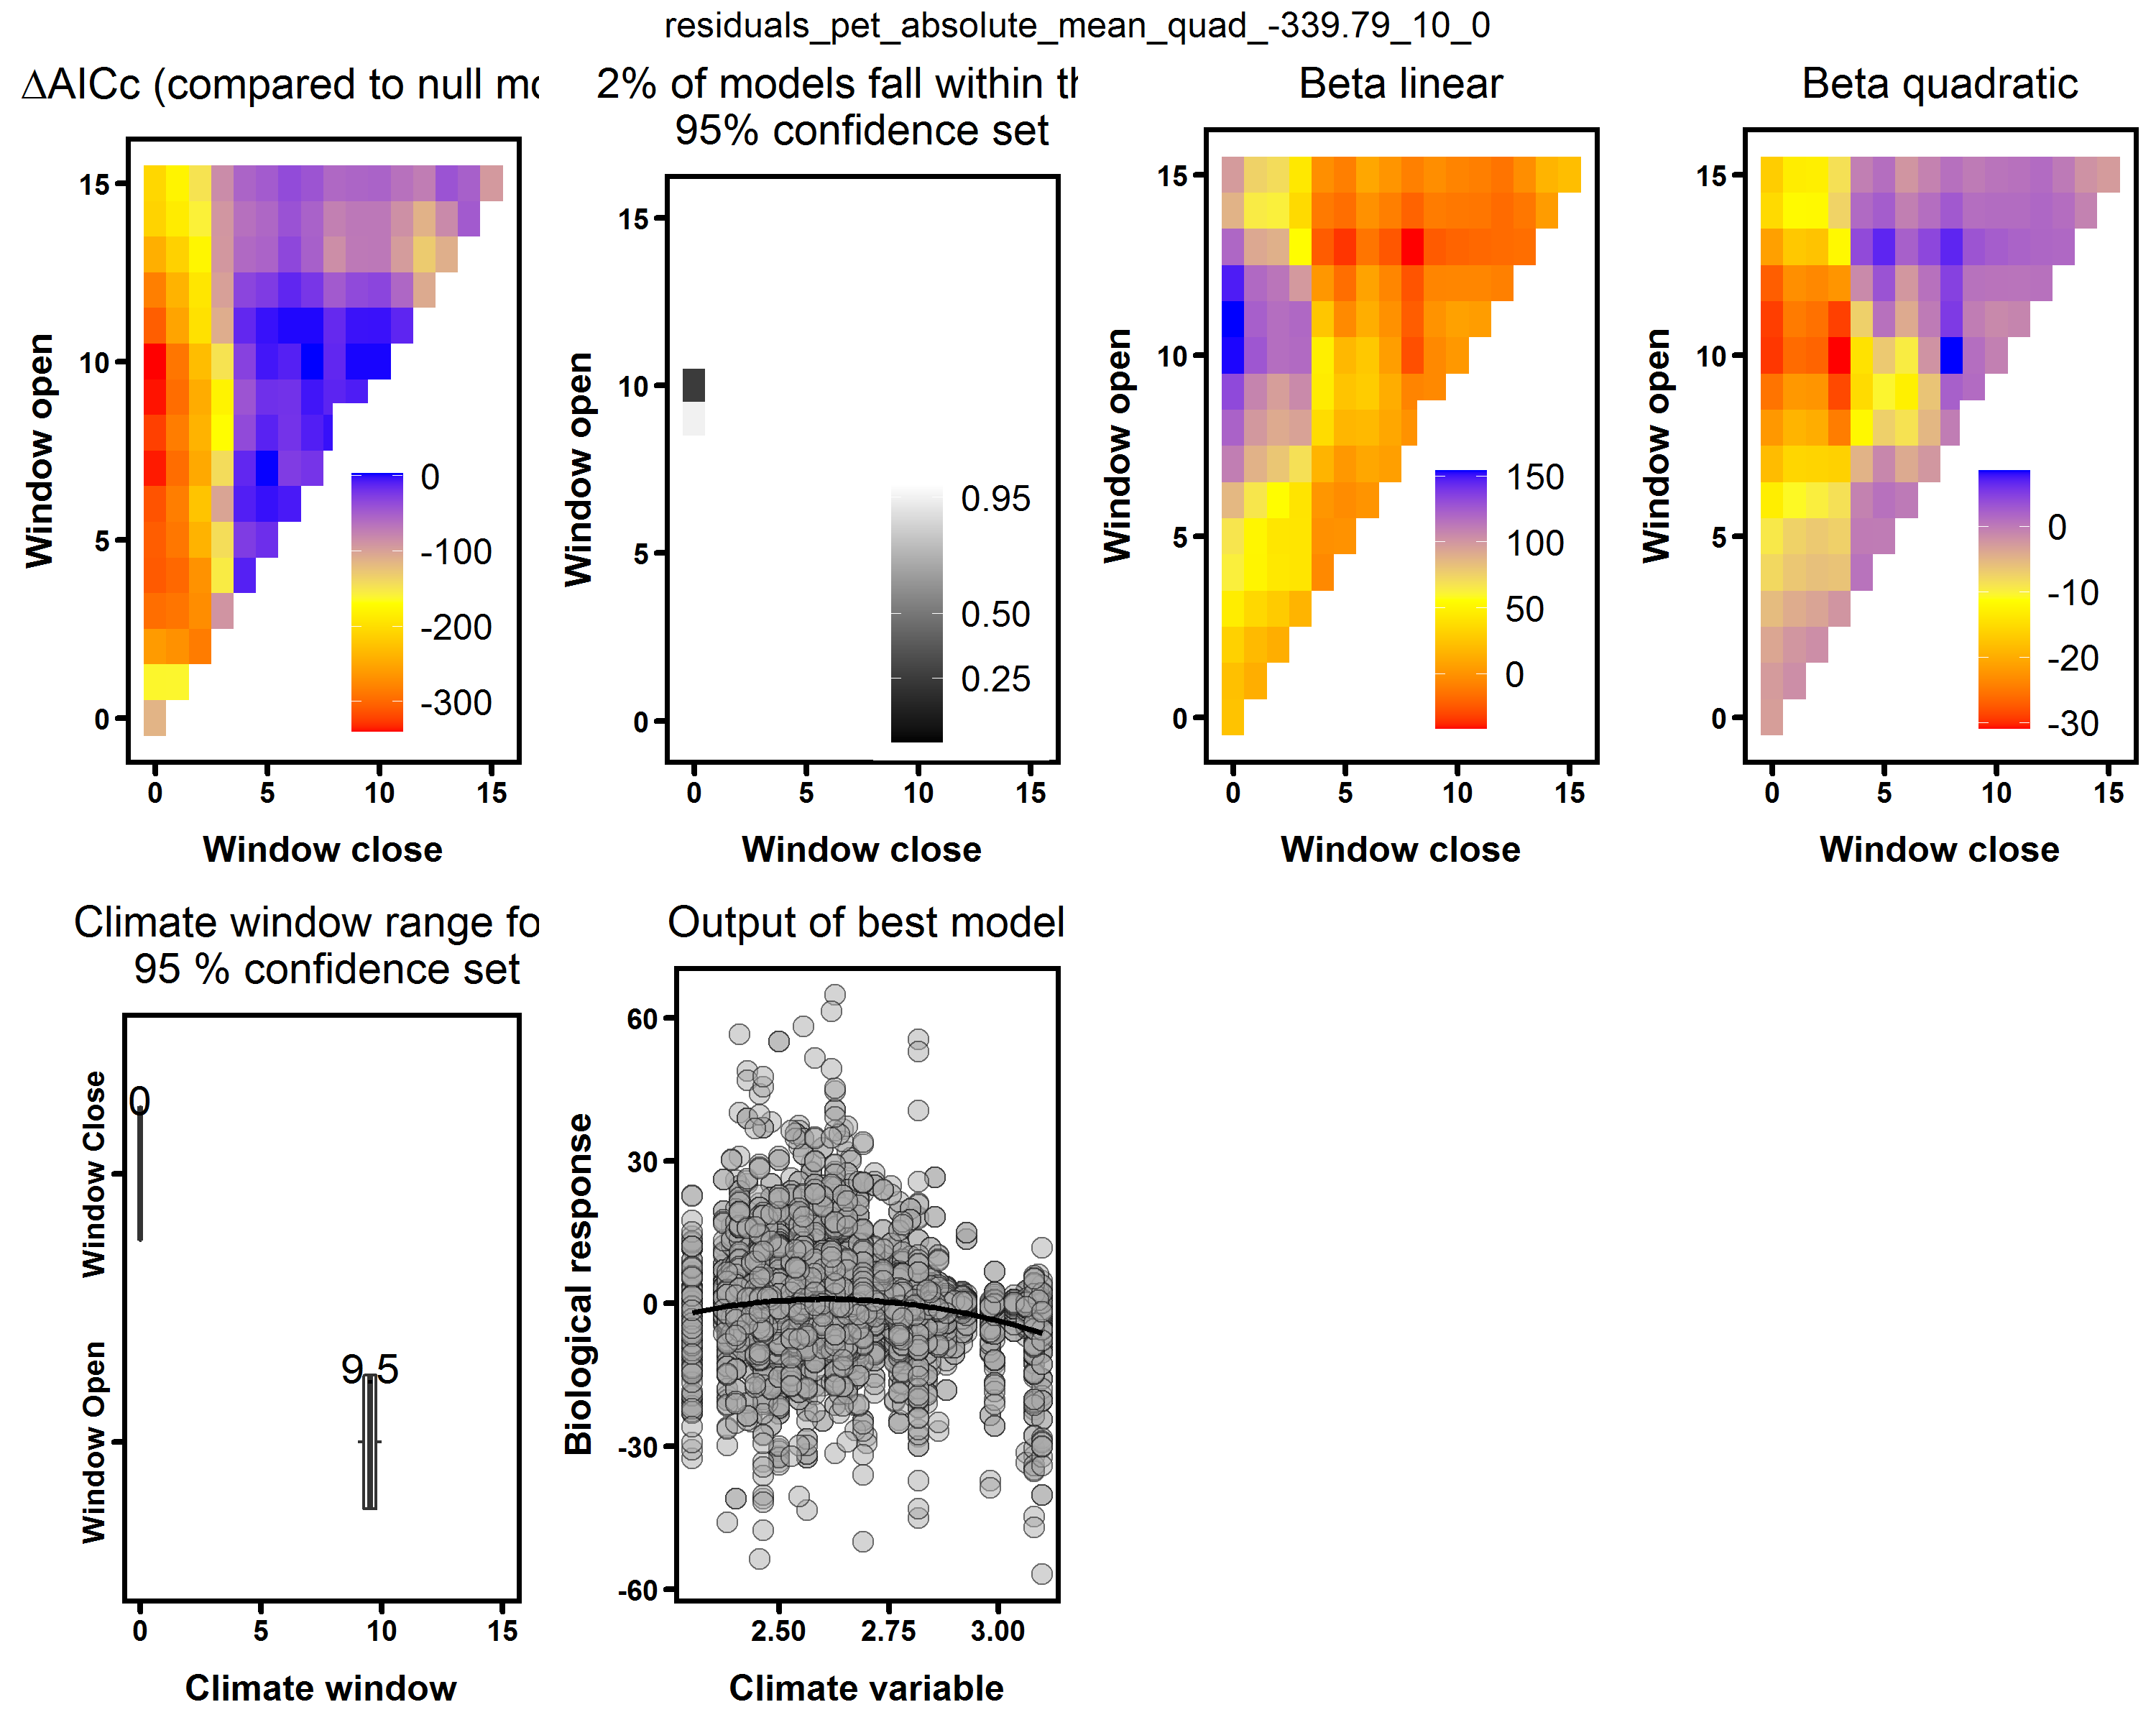 residuals_pet_absolute_mean_quad_-339.79_10_0
ΔAICc (compared to null mo
Window open
15
10
5
0
0
-100
-200
-300
0 5 10 15
Window close
2% of models fall within th
95% confidence set
Window open
15
10
5
0
0.95
0.50
0.25
0 5 10 15
Window close
Beta linear
Window open
15
10
5
0
150
100
50
0
0 5 10 15
Window close
Beta quadratic
Window open
15
10
5
0
0
-10
-20
-30
0 5 10 15
Window close
Climate window range fo
95 % confidence set
Window Close
Window Open
0
9.5
0 5 10 15
Climate window
Output of best model
Biological response
60
30
0
-30
-60
2.50 2.75 3.00
Climate variable